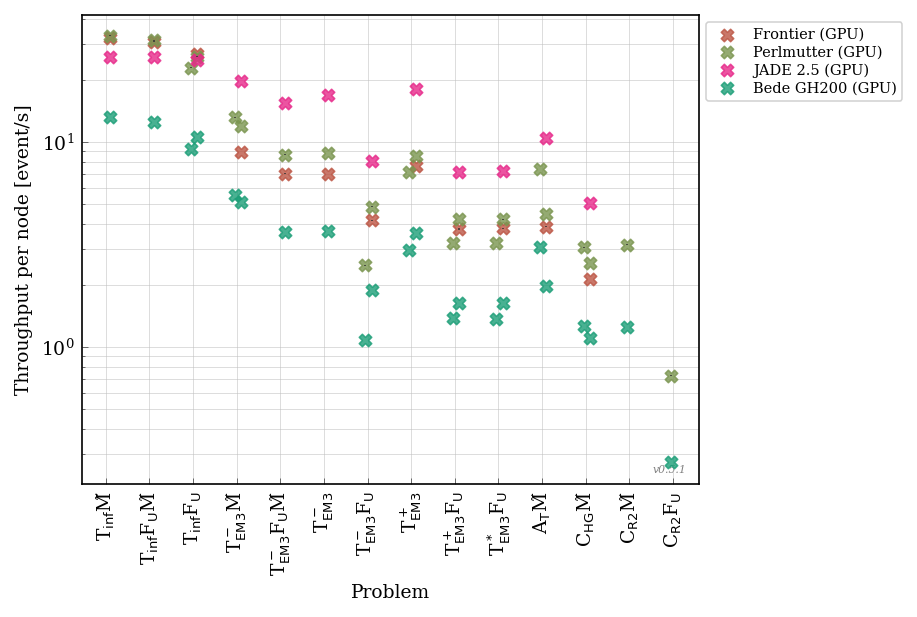 Throughput per node [event/s]
10¹
10⁰
T_inf M̃
T_inf F_U M̃
T_inf F_U
T⁻_EM3 M̃
T⁻_EM3 F_U M̃
T⁻_EM3
T⁻_EM3 F_U
T⁺_EM3
T⁺_EM3 F_U
T*_EM3 F_U
A_T M̃
C_HG M̃
C_R2 M̃
C_R2 F_U
Problem
Frontier (GPU)
Perlmutter (GPU)
JADE 2.5 (GPU)
Bede GH200 (GPU)